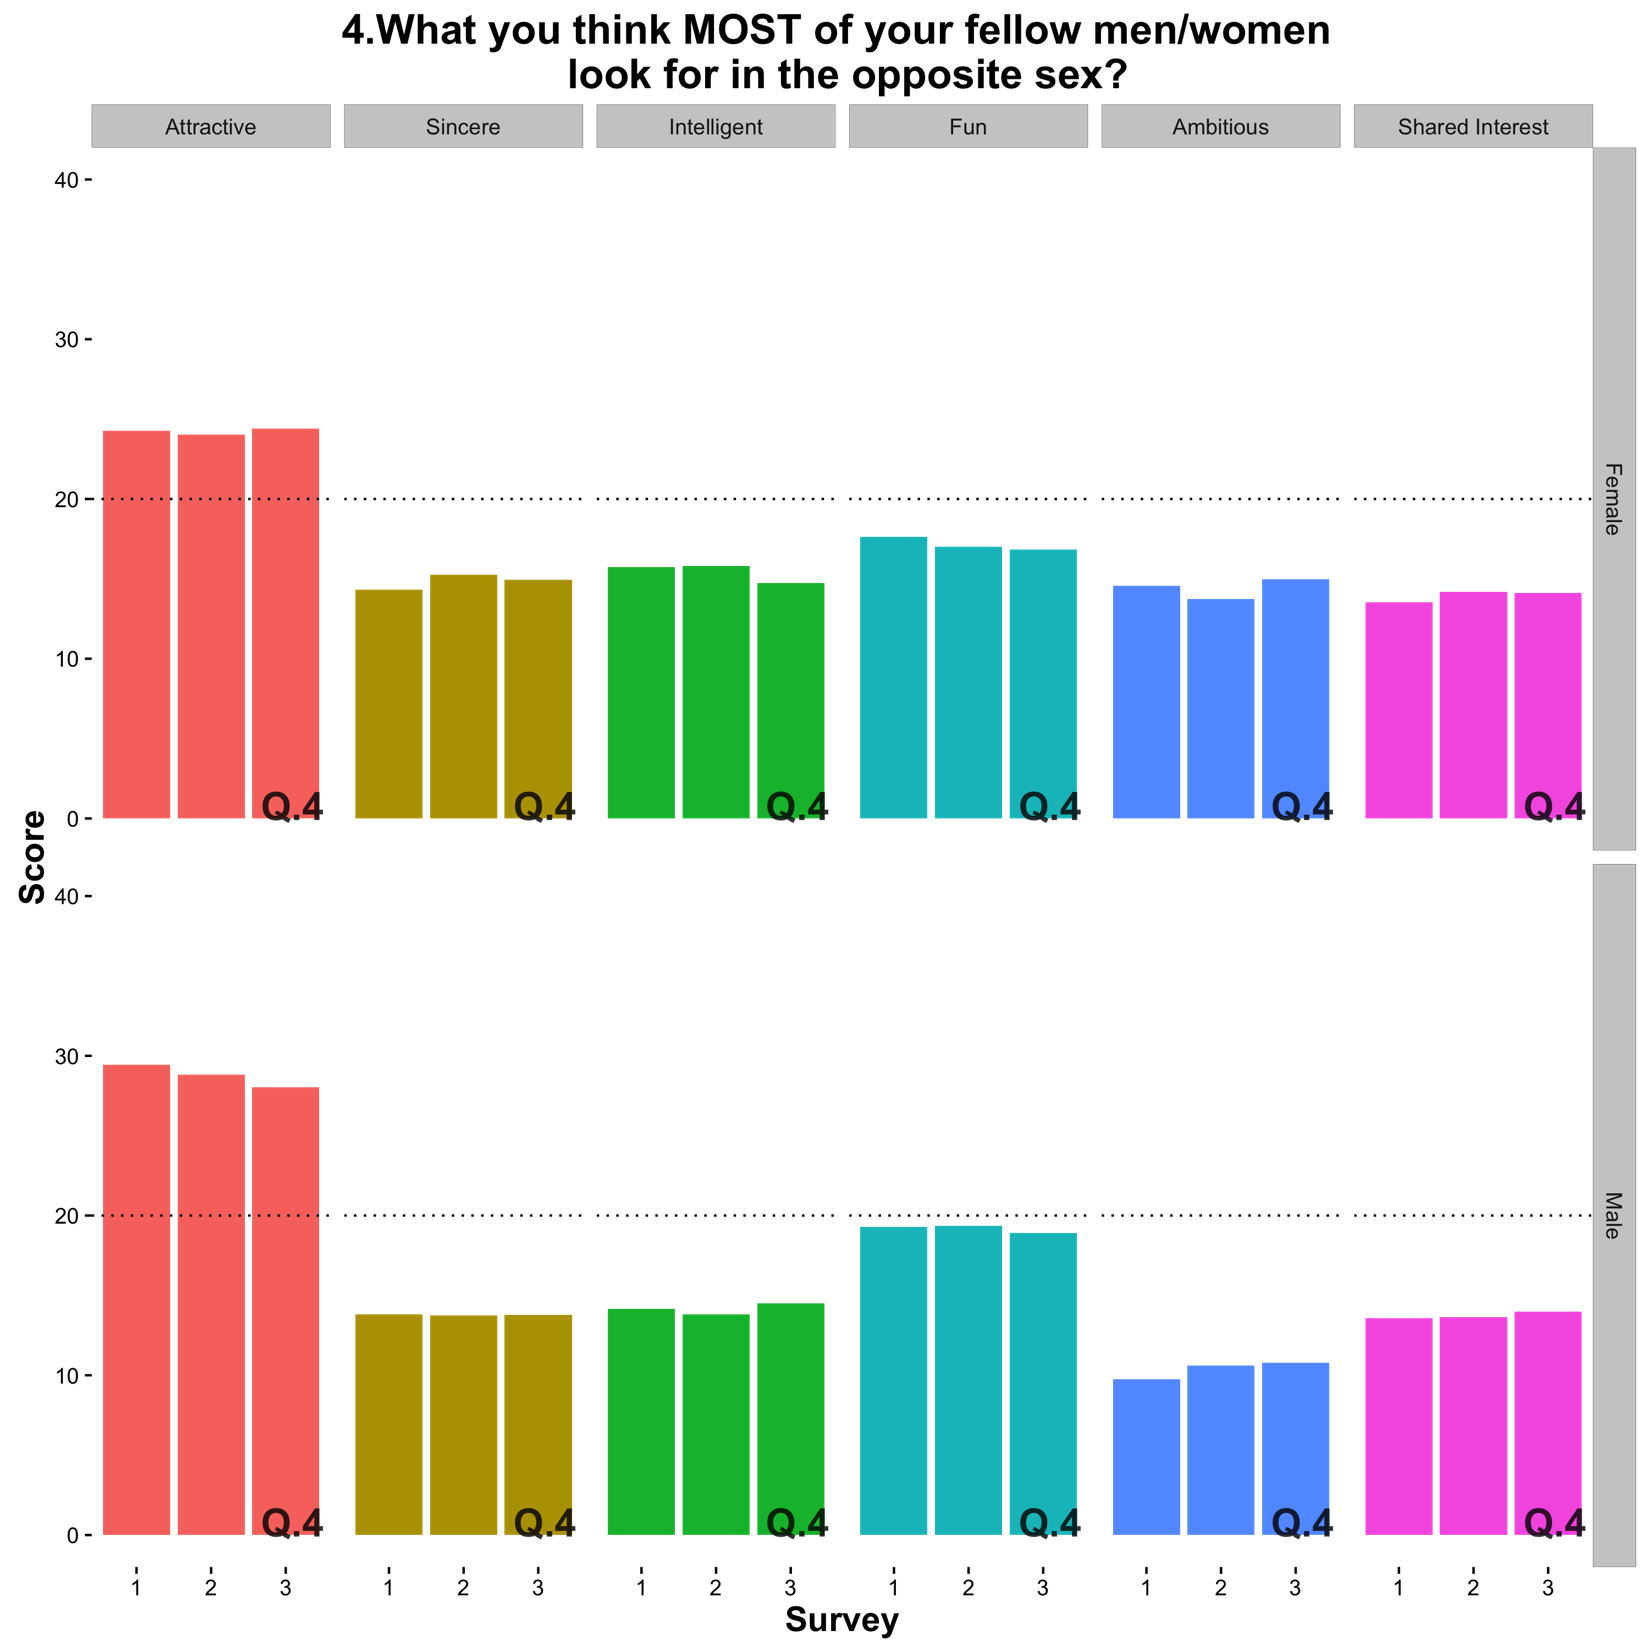 4.What you think MOST of your fellow men/women
look for in the opposite sex?
Attractive Sincere Intelligent Fun Ambitious Shared Interest
40
30
20
10
0
Q.4 Q.4 Q.4 Q.4 Q.4 Q.4
Female
Score
40
30
20
10
0
Q.4 Q.4 Q.4 Q.4 Q.4 Q.4
Male
1 2 3 1 2 3 1 2 3 1 2 3 1 2 3 1 2 3
Survey